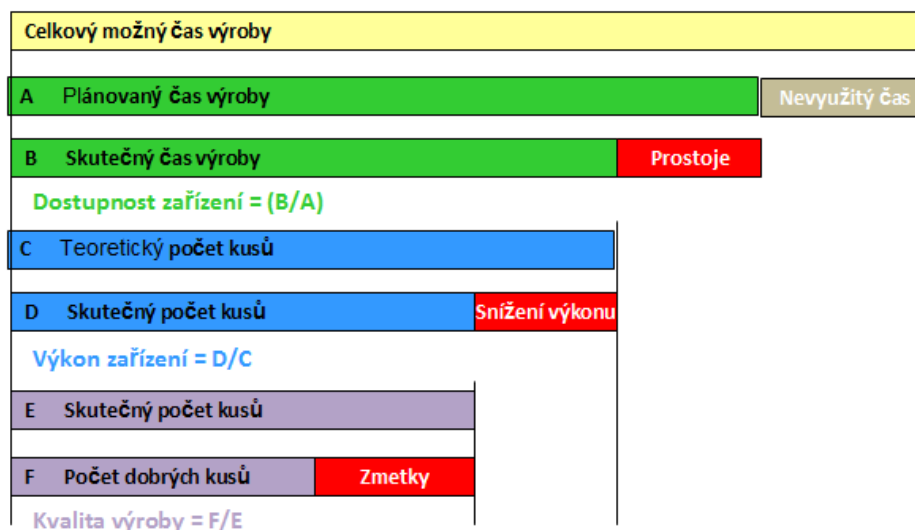 Celkový možný čas výroby
A Plánovaný čas výroby Nevyužitý čas
B Skutečný čas výroby Prostoje
Dostupnost zařízení = (B/A)
C Teoretický počet kusů
D Skutečný počet kusů Snížení výkonu
Výkon zařízení = D/C
E Skutečný počet kusů
F Počet dobrých kusů Zmetky
Kvalita výroby = F/E